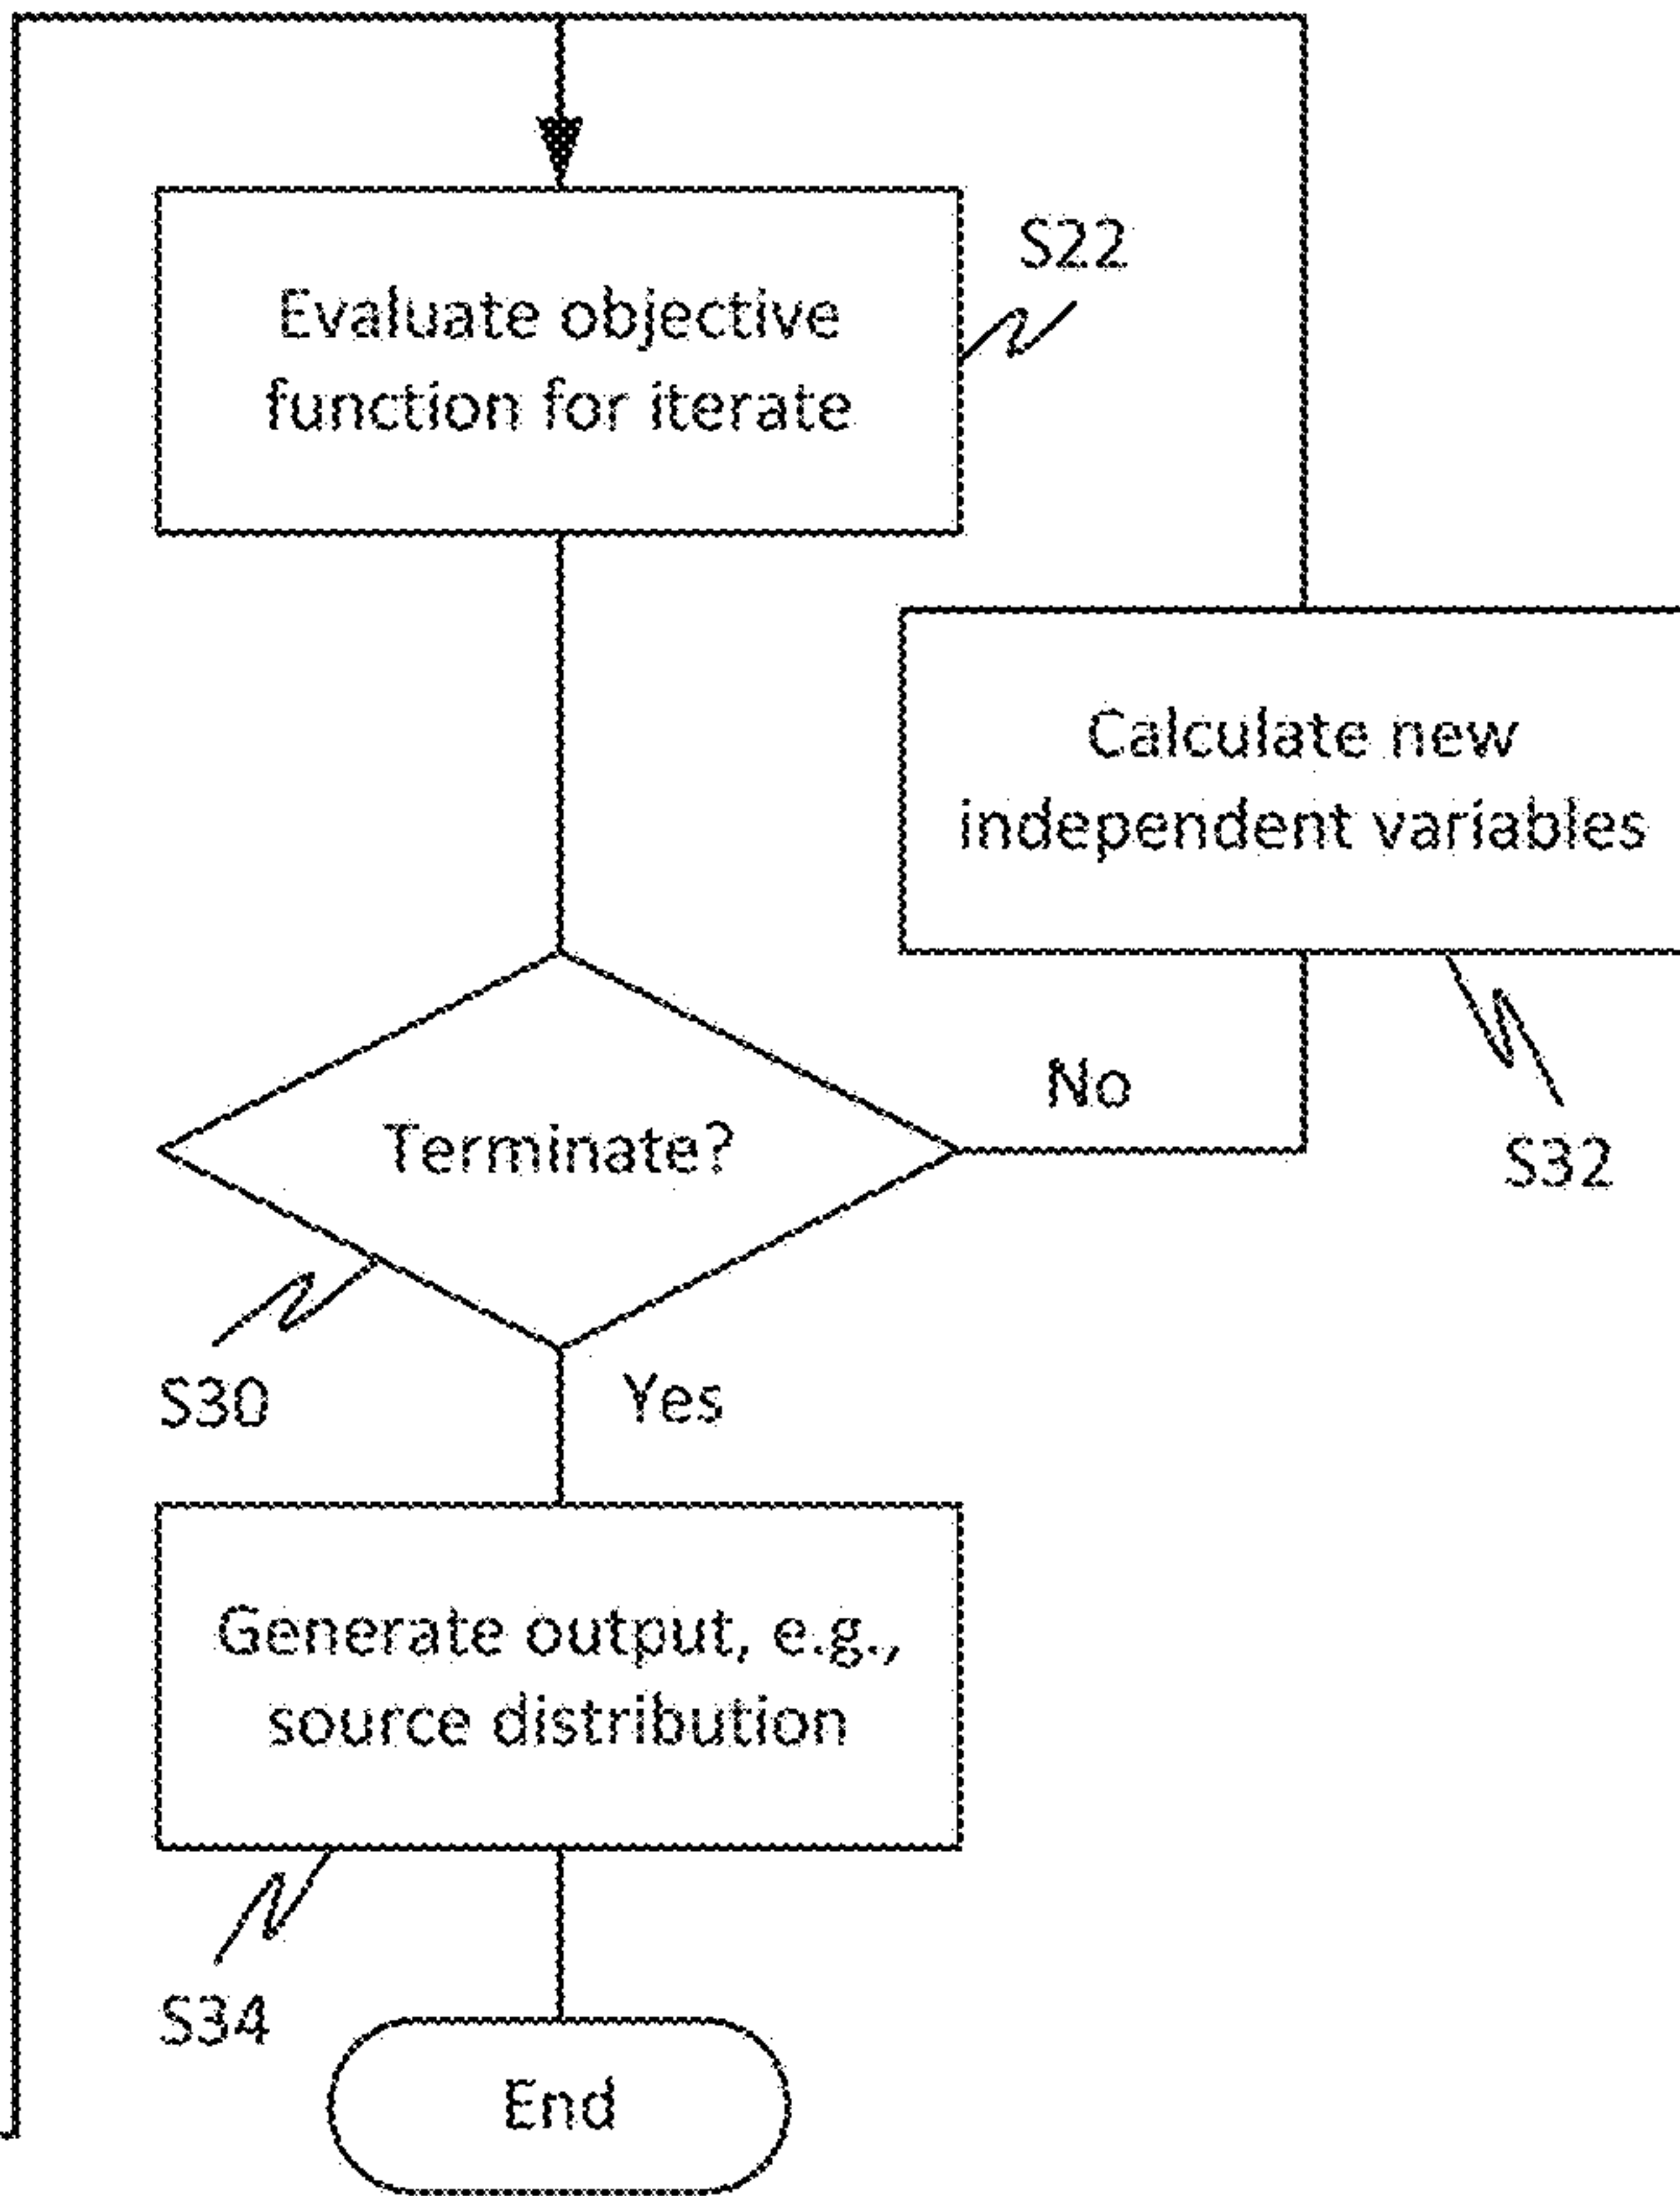 S22
Evaluate objective
function for iterate
Calculate new
independent variables
No
Terminate?
S32
S30
Yes
Generate output, e.g.,
source distribution
S34
End